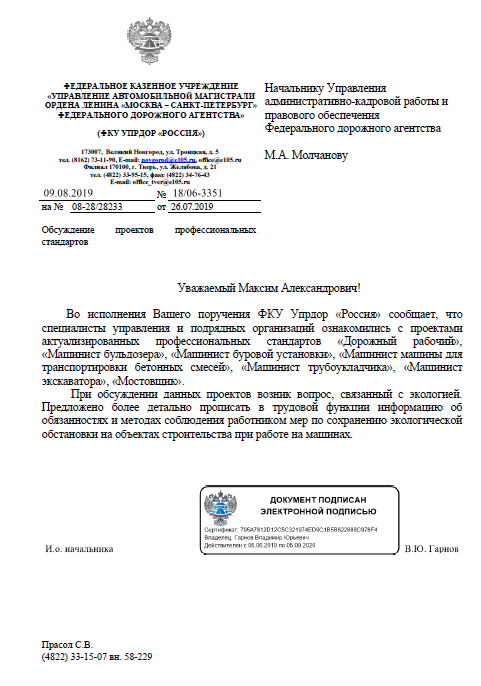 ФЕДЕРАЛЬНОЕ КАЗЕННОЕ УЧРЕЖДЕНИЕ
«УПРАВЛЕНИЕ АВТОМОБИЛЬНОЙ МАГИСТРАЛИ
ОРДЕНА ЛЕНИНА «МОСКВА – САНКТ-ПЕТЕРБУРГ»
ФЕДЕРАЛЬНОГО ДОРОЖНОГО АГЕНТСТВА»
(ФКУ УПРДОР «РОССИЯ»)
173007, Великий Новгород, ул. Троицкая, д. 5
тел. (8162) 73-11-90, E-mail: novgorod@e105.ru, office@e105.ru
Филиал 170100, г. Тверь, ул. Желябова, д. 21
тел. (4822) 33-95-15, факс (4822) 34-76-43
E-mail: office_tver@e105.ru
09.08.2019 № 18/06-3351
на № 08-28/28233 от 26.07.2019
Обсуждение проектов профессиональных
стандартов
Начальнику Управления
административно-кадровой работы и
правового обеспечения
Федерального дорожного агентства
М.А. Молчанову
Уважаемый Максим Александрович!
Во исполнения Вашего поручения ФКУ Упрдор «Россия» сообщает, что
специалисты управления и подрядных организаций ознакомились с проектами
актуализированных профессиональных стандартов «Дорожный рабочий»,
«Машинист бульдозера», «Машинист буровой установки», «Машинист машины для
транспортировки бетонных смесей», «Машинист трубоукладчика», «Машинист
экскаватора», «Мостовщик».
При обсуждении данных проектов возник вопрос, связанный с экологией.
Предложено более детально прописать в трудовой функции информацию об
обязанностях и методах соблюдения работником мер по сохранению экологической
обстановки на объектах строительства при работе на машинах.
ДОКУМЕНТ ПОДПИСАН
ЭЛЕКТРОННОЙ ПОДПИСЬЮ
Сертификат: 795A7812D12C5C321974ED9C1B5B622888C878F4
Владелец: Гарнов Владимир Юрьевич
Действителен с 05.06.2019 по 05.09.2020
И.о. начальника В.Ю. Гарнов
Прасол С.В.
(4822) 33-15-07 вн. 58-229